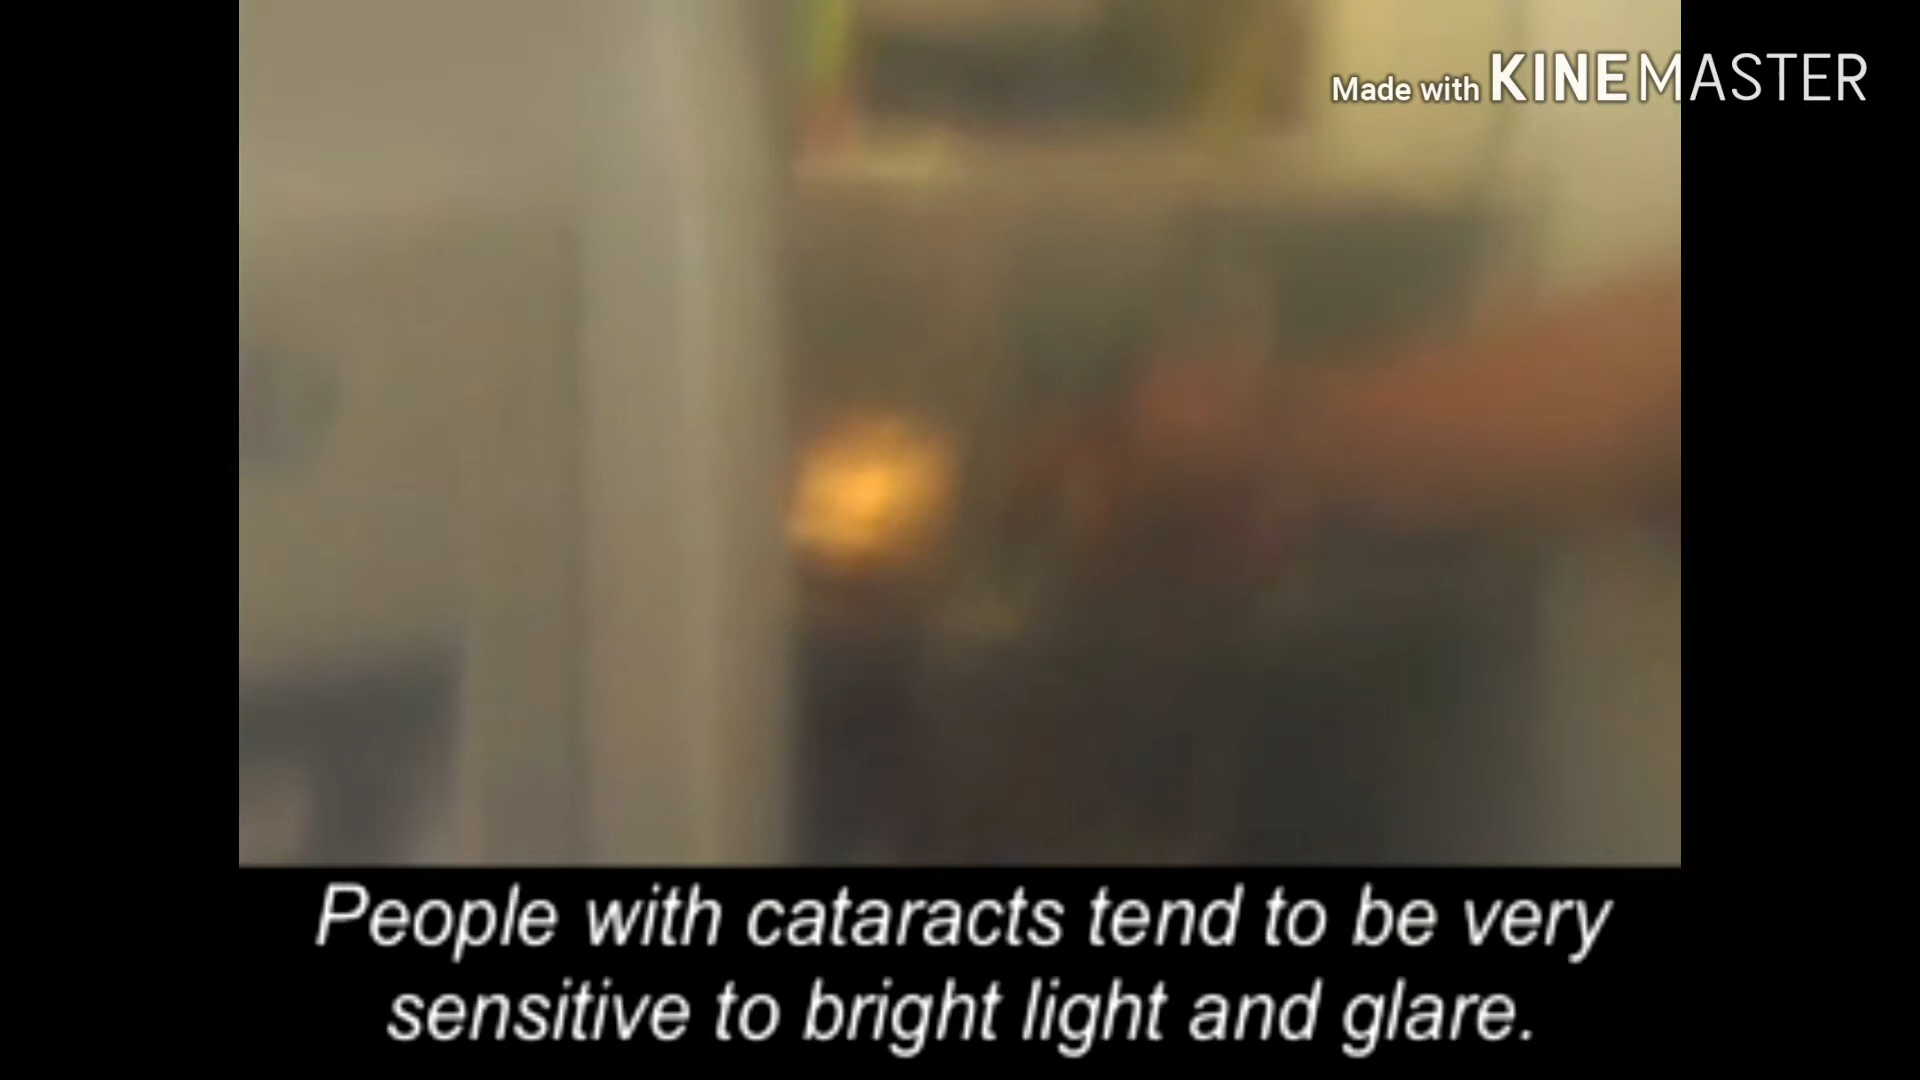 Made with KINEMASTER
People with cataracts tend to be very
sensitive to bright light and glare.